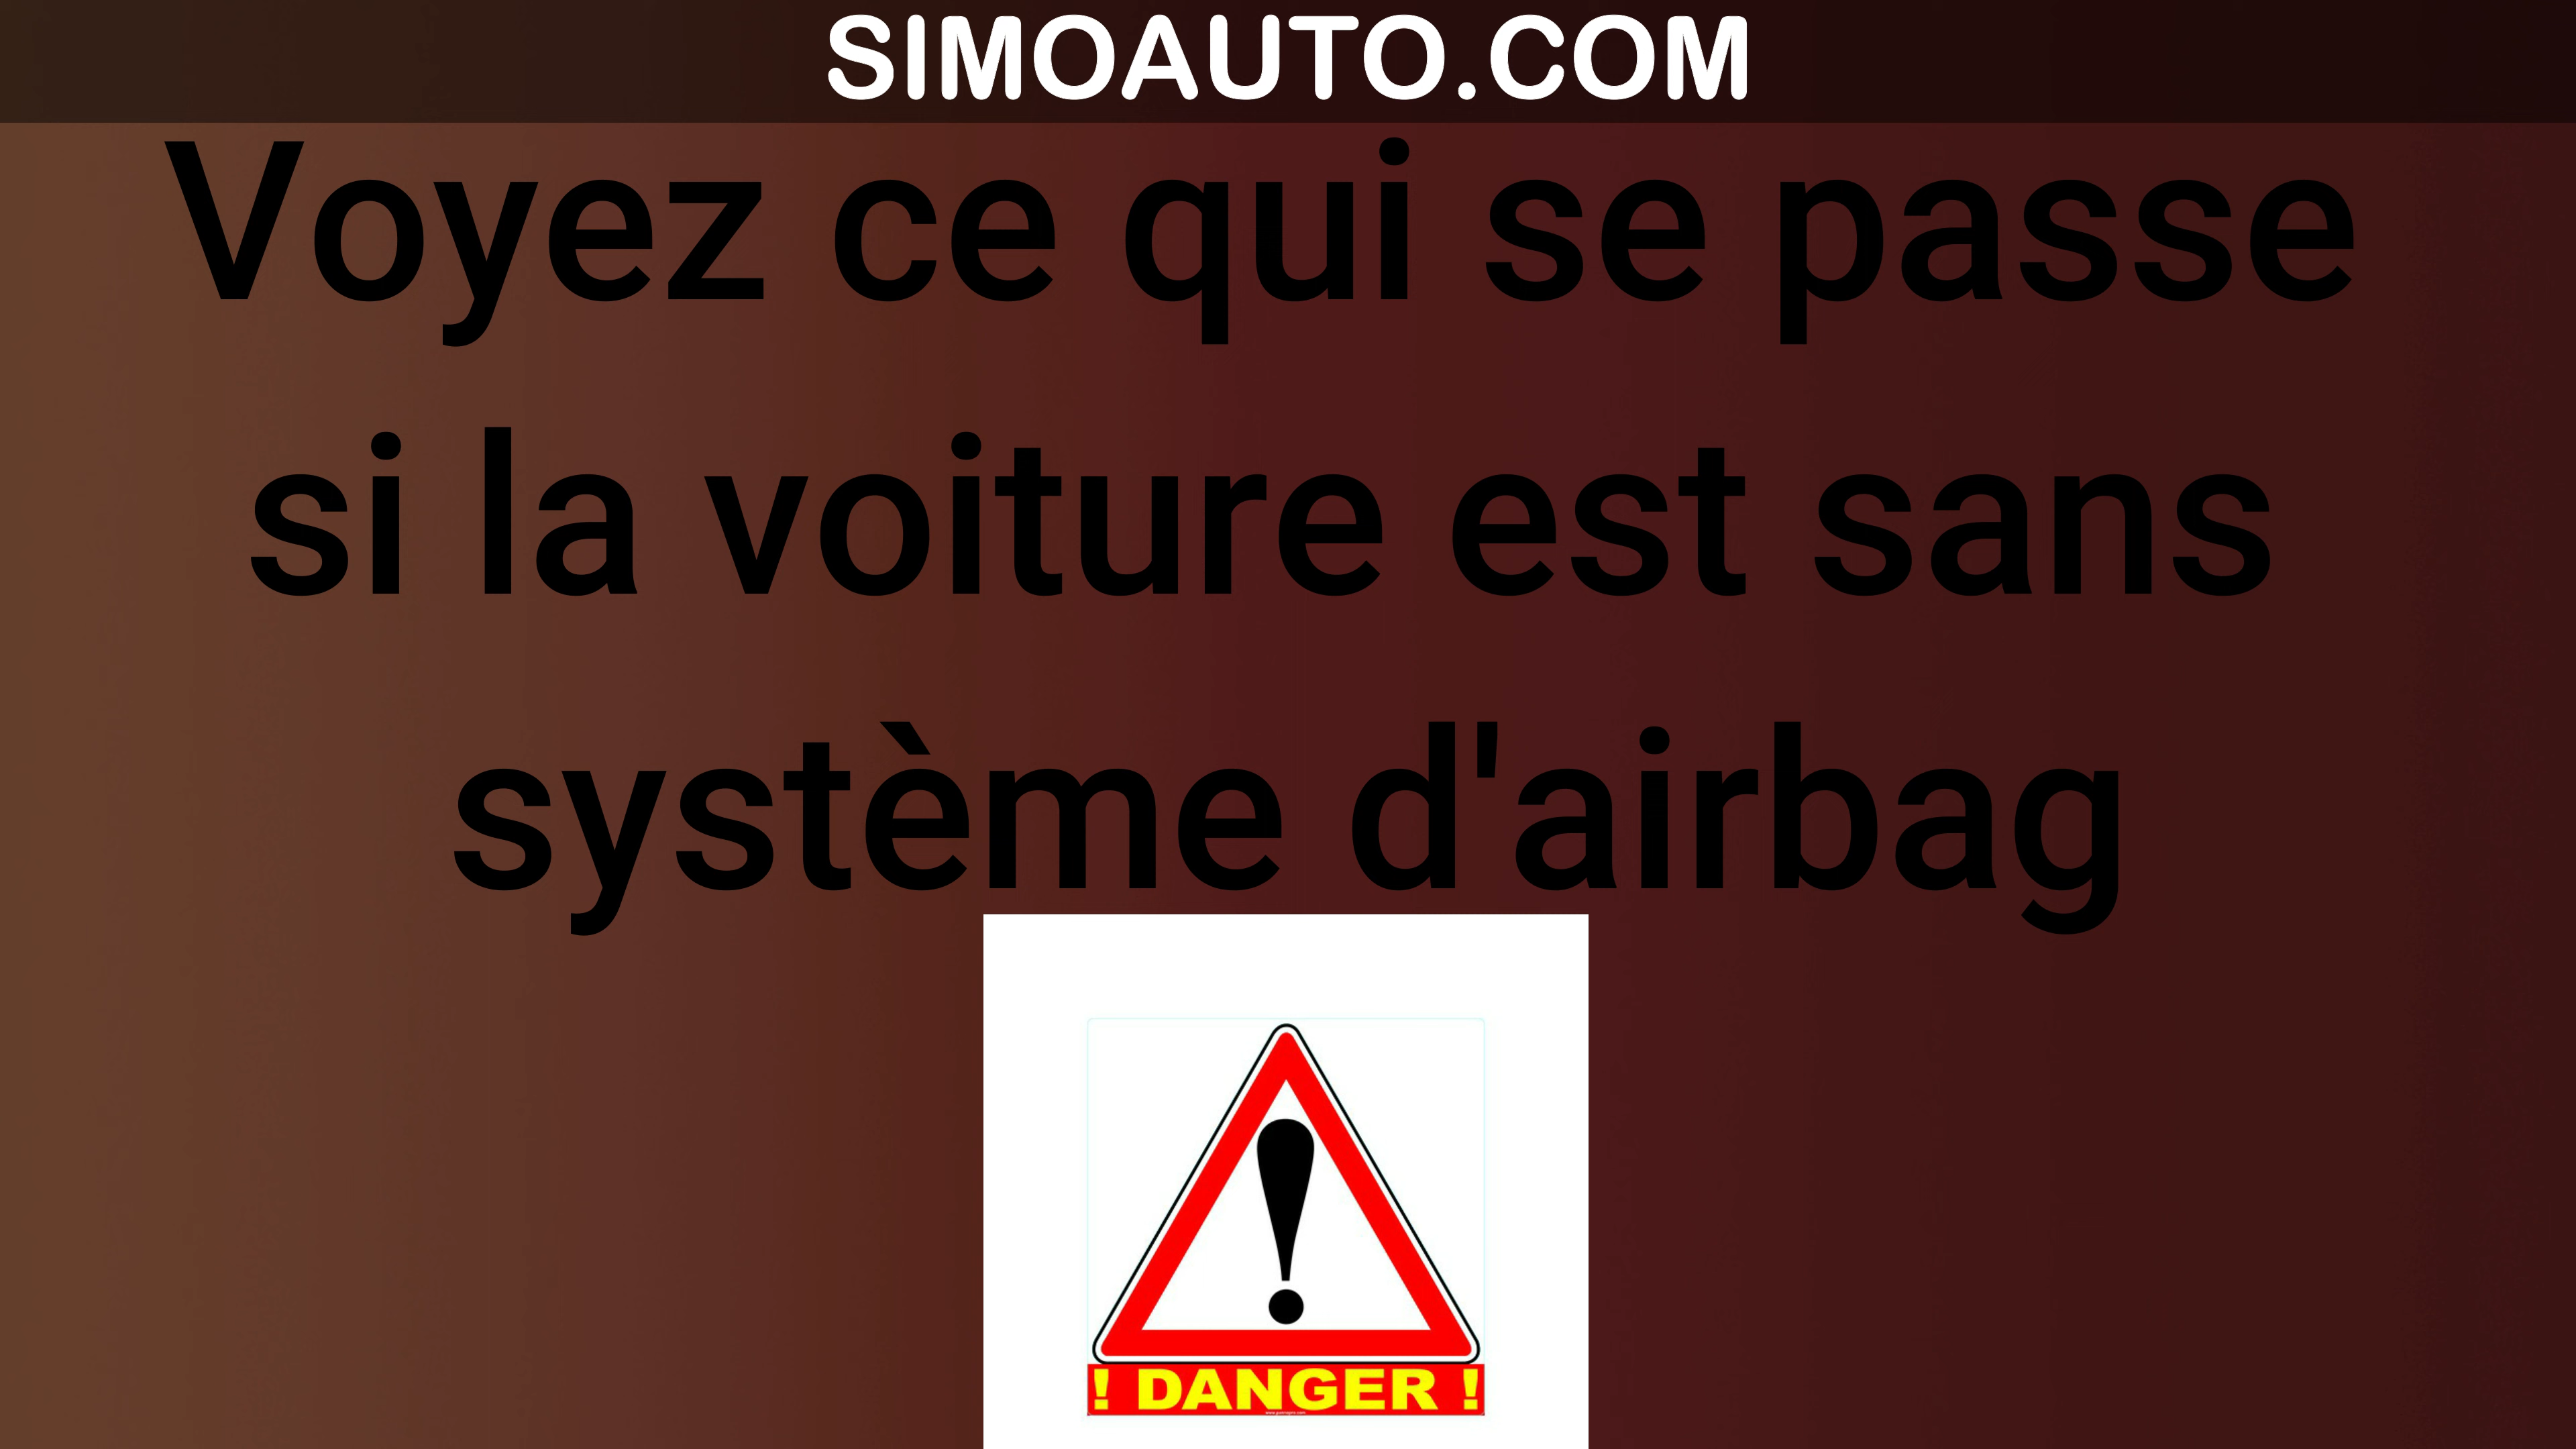 SIMOAUTO.COM
Voyez ce qui se passe
si la voiture est sans
système d'airbag
! DANGER !